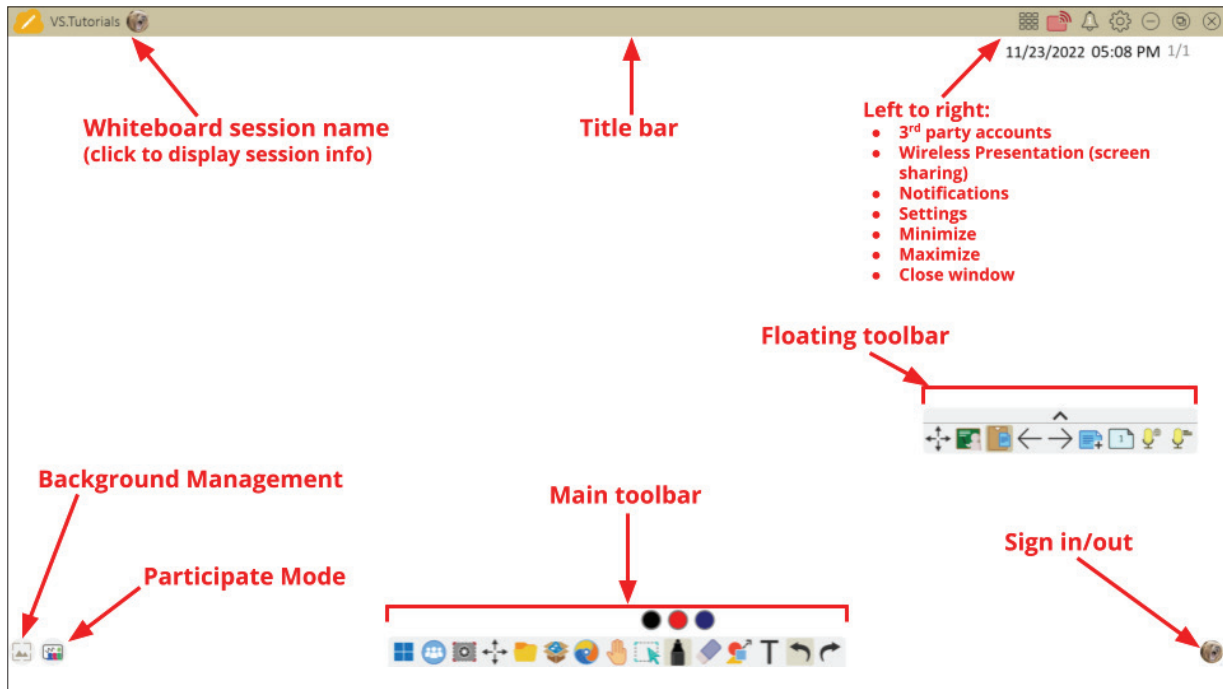 VS.Tutorials
11/23/2022 05:08 PM 1/1
Whiteboard session name
(click to display session info)
Title bar
Left to right:
● 3rd party accounts
● Wireless Presentation (screen
sharing)
● Notifications
● Settings
● Minimize
● Maximize
● Close window
Floating toolbar
1
Background Management
Main toolbar
Sign in/out
Participate Mode
T